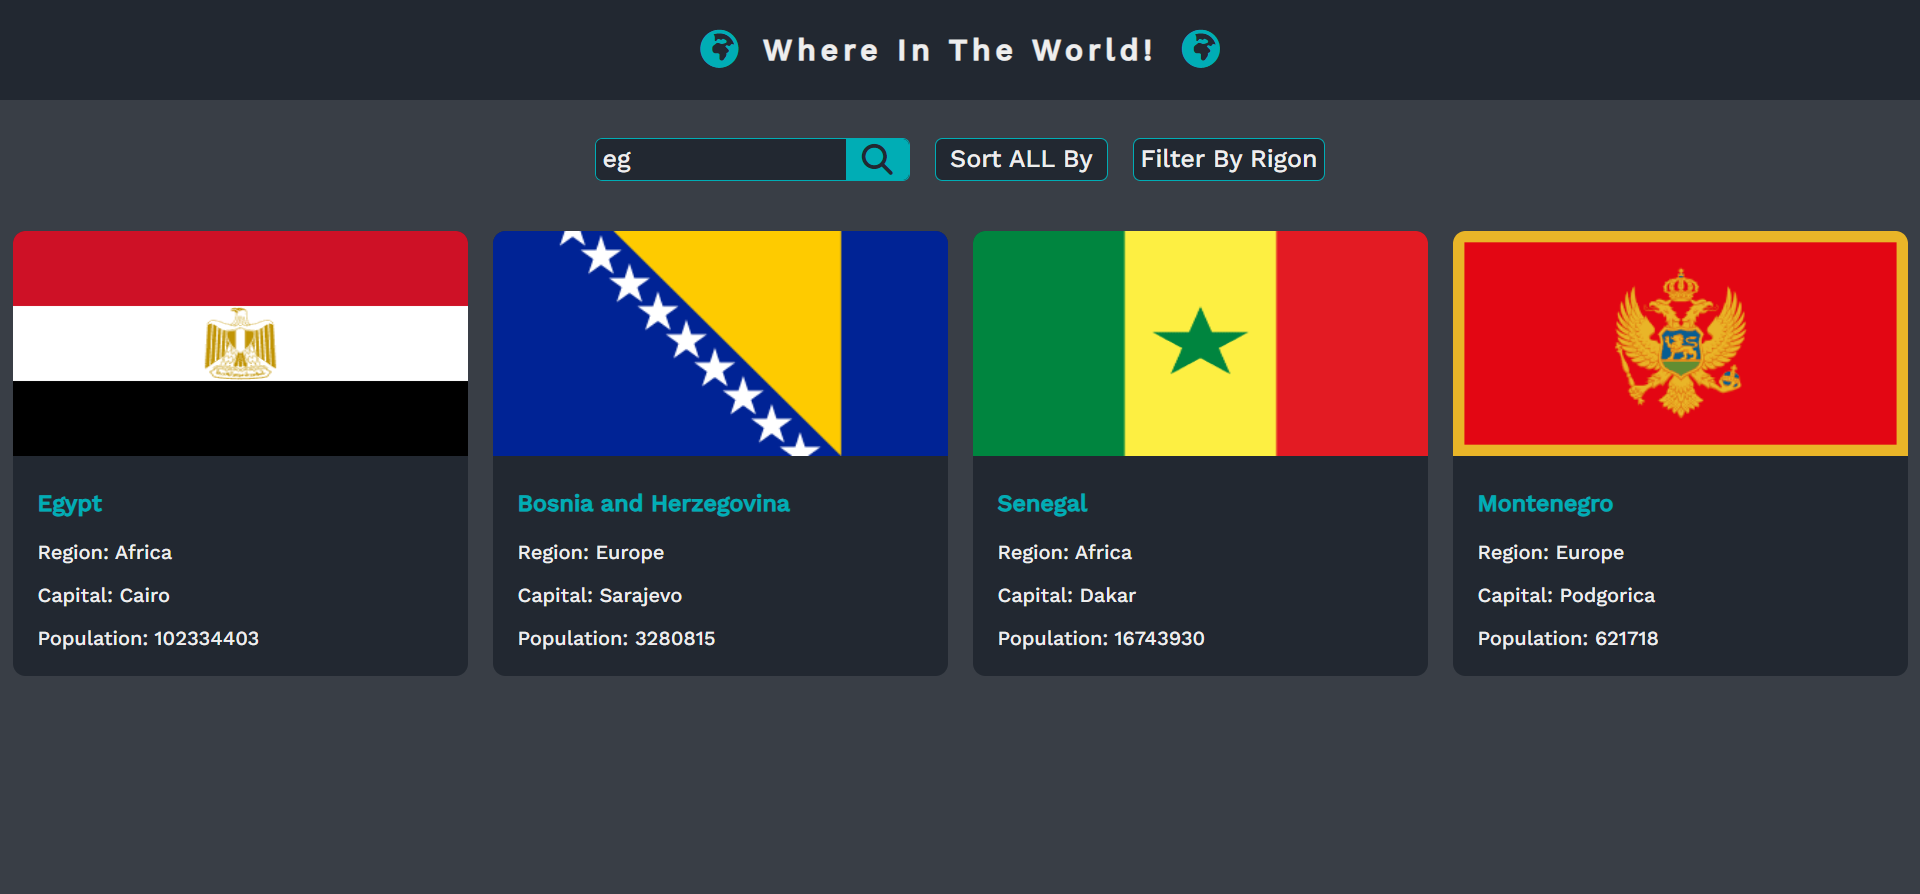 Where In The World!
eg
Sort ALL By
Filter By Rigon
Egypt
Region: Africa
Capital: Cairo
Population: 102334403
Bosnia and Herzegovina
Region: Europe
Capital: Sarajevo
Population: 3280815
Senegal
Region: Africa
Capital: Dakar
Population: 16743930
Montenegro
Region: Europe
Capital: Podgorica
Population: 621718